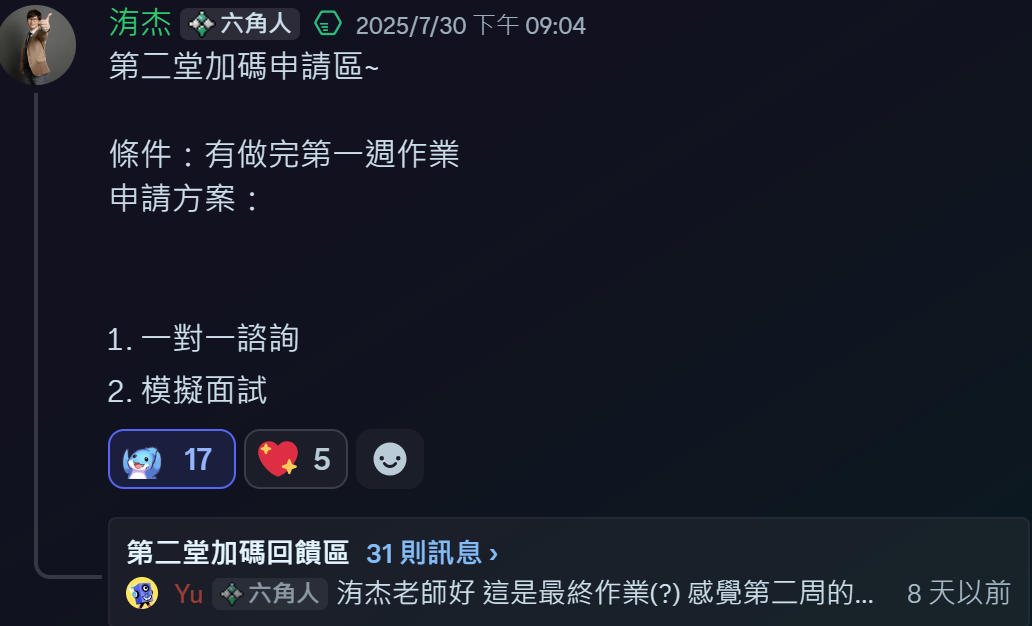 洧杰 六角人 2025/7/30 下午 09:04
第二堂加碼申請區~
條件：有做完第一週作業
申請方案：
1. 一對一諮詢
2. 模擬面試
17 5
第二堂加碼回饋區 31 則訊息 ›
Yu 六角人 洧杰老師好 這是最終作業(?) 感覺第二周的... 8 天以前